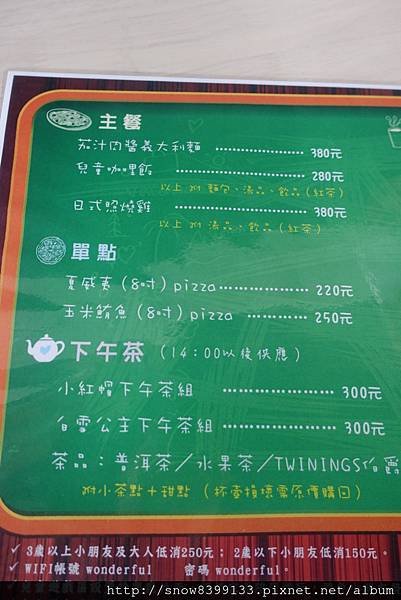 主餐
茄汁肉醬義大利麵 ⋯⋯⋯⋯⋯⋯ 380元
兒童咖哩飯 ⋯⋯⋯⋯⋯⋯ 280元
以上 附 麵包、湯品、飲品(紅茶)
日式照燒雞 ⋯⋯⋯⋯⋯⋯ 380元
以上 附 湯品、飲品(紅茶)
單點
夏威夷(8吋)pizza⋯⋯⋯⋯⋯⋯ 220元
玉米鮪魚(8吋)pizza ⋯⋯⋯⋯ 250元
下午茶(14:00以後供應)
小紅帽下午茶組 ⋯⋯⋯⋯⋯⋯ 300元
白雪公主下午茶組⋯⋯⋯⋯⋯⋯ 300元
茶品:普洱茶/水果茶/TWININGS伯爵
附小茶點+甜點 (杯壺損壞需原價購回)
✓ 3歲以上小朋友及大人低消250元; 2歲以下小朋友低消150元。
✓ WIFI帳號 wonderful 密碼 wonderful。
http://snow8399133.pixnet.net/album